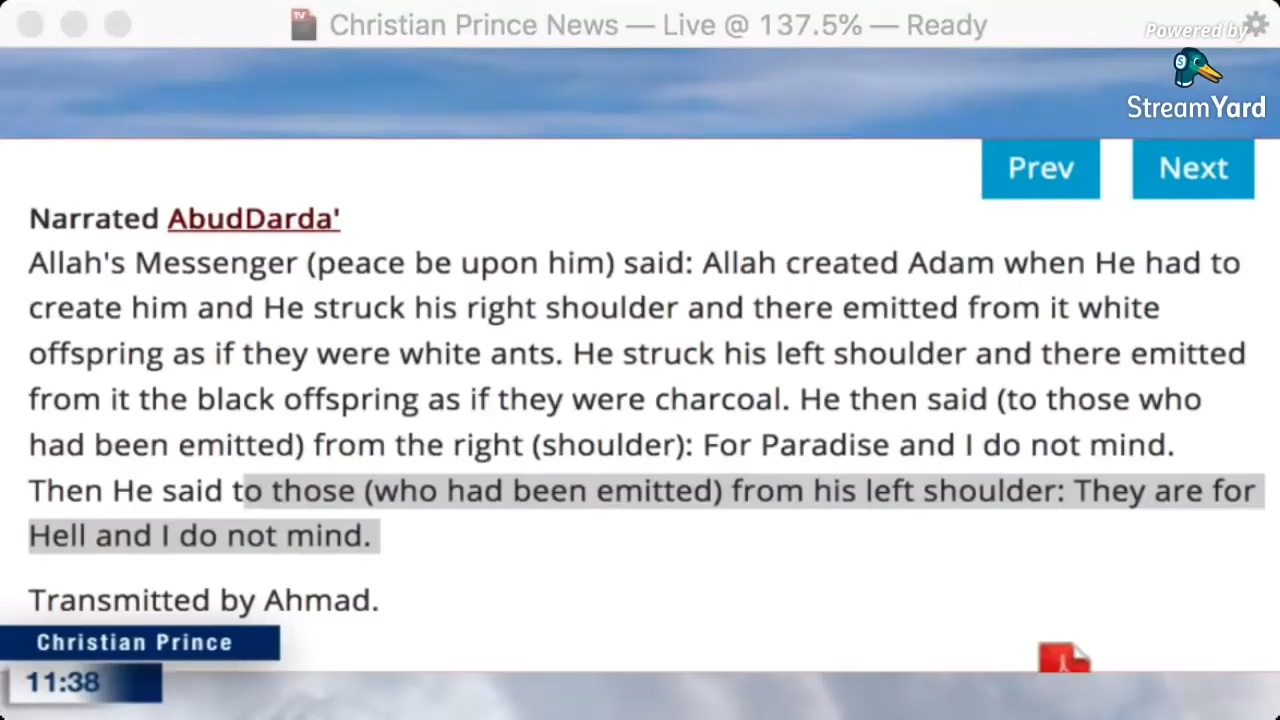 Christian Prince News — Live @ 137.5% — Ready
Powered by
StreamYard
Prev
Next
Narrated AbudDarda'
Allah's Messenger (peace be upon him) said: Allah created Adam when He had to
create him and He struck his right shoulder and there emitted from it white
offspring as if they were white ants. He struck his left shoulder and there emitted
from it the black offspring as if they were charcoal. He then said (to those who
had been emitted) from the right (shoulder): For Paradise and I do not mind.
Then He said to those (who had been emitted) from his left shoulder: They are for
Hell and I do not mind.
Transmitted by Ahmad.
Christian Prince
11:38